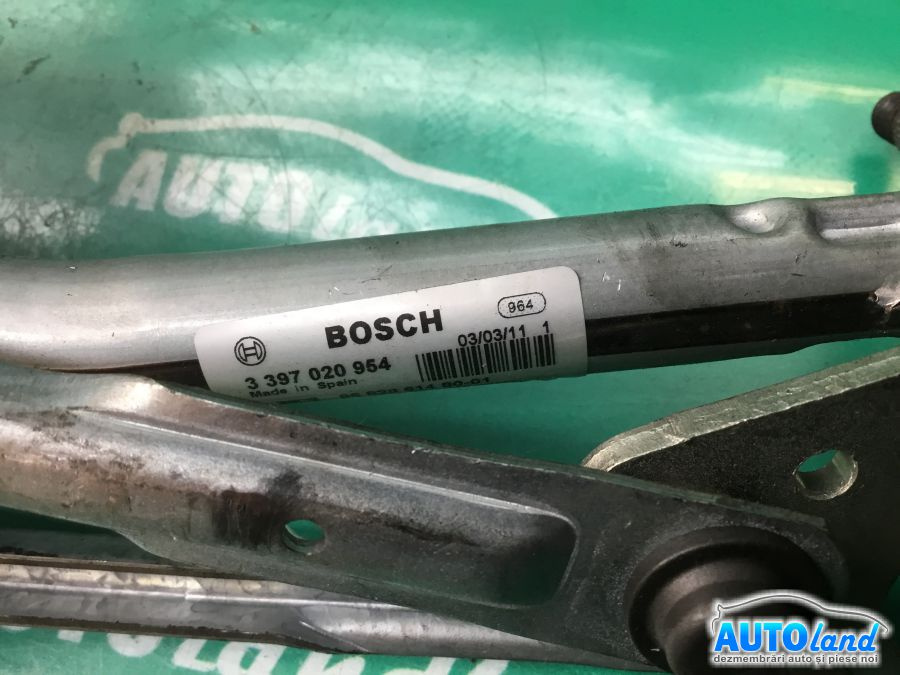 AUTOland
964
BOSCH
03/03/11 1
3 397 020 954
Made in Spain
AUTOland
dezmembrări auto și piese noi